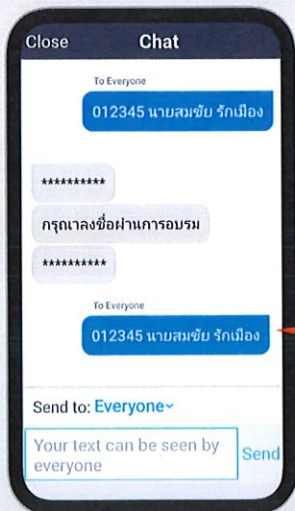 Close Chat
To Everyone
012345 นายสมชัย รักเมือง
**********
กรุณาลงชื่อผ่านการอบรม
**********
To Everyone
012345 นายสมชัย รักเมือง
Send to: Everyone
Your text can be seen by
everyone
Send